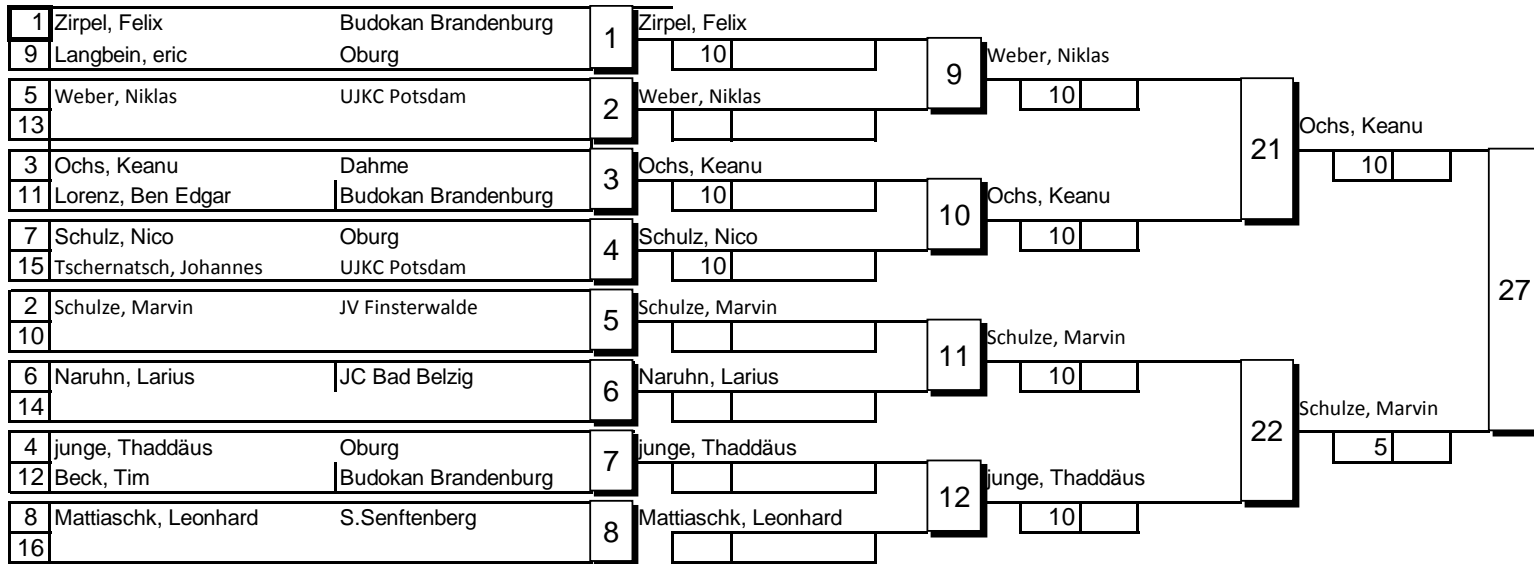 1 Zirpel, Felix Budokan Brandenburg 1 Zirpel, Felix
9 Langbein, eric Oburg 10 9 Weber, Niklas
5 Weber, Niklas UJKC Potsdam 2 Weber, Niklas 10
13 21 Ochs, Keanu
3 Ochs, Keanu Dahme 3 Ochs, Keanu 10
11 Lorenz, Ben Edgar Budokan Brandenburg 10 10 Ochs, Keanu
7 Schulz, Nico Oburg 4 Schulz, Nico 10
15 Tschernatsch, Johannes UJKC Potsdam 10
2 Schulze, Marvin JV Finsterwalde 5 Schulze, Marvin 27
10 11 Schulze, Marvin
6 Naruhn, Larius JC Bad Belzig 6 Naruhn, Larius 10
14 22 Schulze, Marvin
4 junge, Thaddäus Oburg 7 junge, Thaddäus 5
12 Beck, Tim Budokan Brandenburg 12 junge, Thaddäus
8 Mattiaschk, Leonhard S.Senftenberg 8 Mattiaschk, Leonhard 10
16